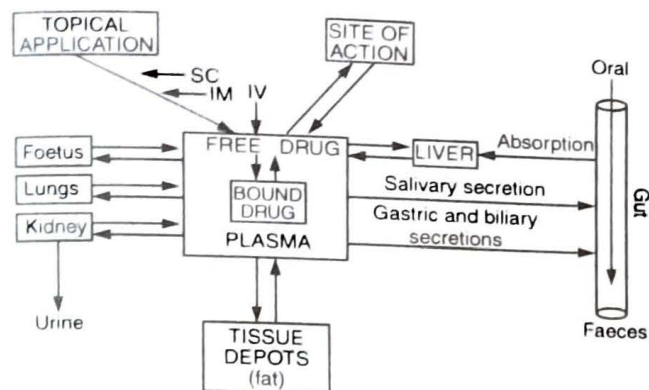 TOPICAL
APPLICATION
SITE OF
ACTION
SC
IM
IV
Oral
FREE DRUG
Foetus
Lungs
Kidney
BOUND
DRUG
PLASMA
LIVER
Absorption
Salivary secretion
Gastric and biliary
secretions
Gut
Urine
TISSUE
DEPOTS
(fat)
Faeces